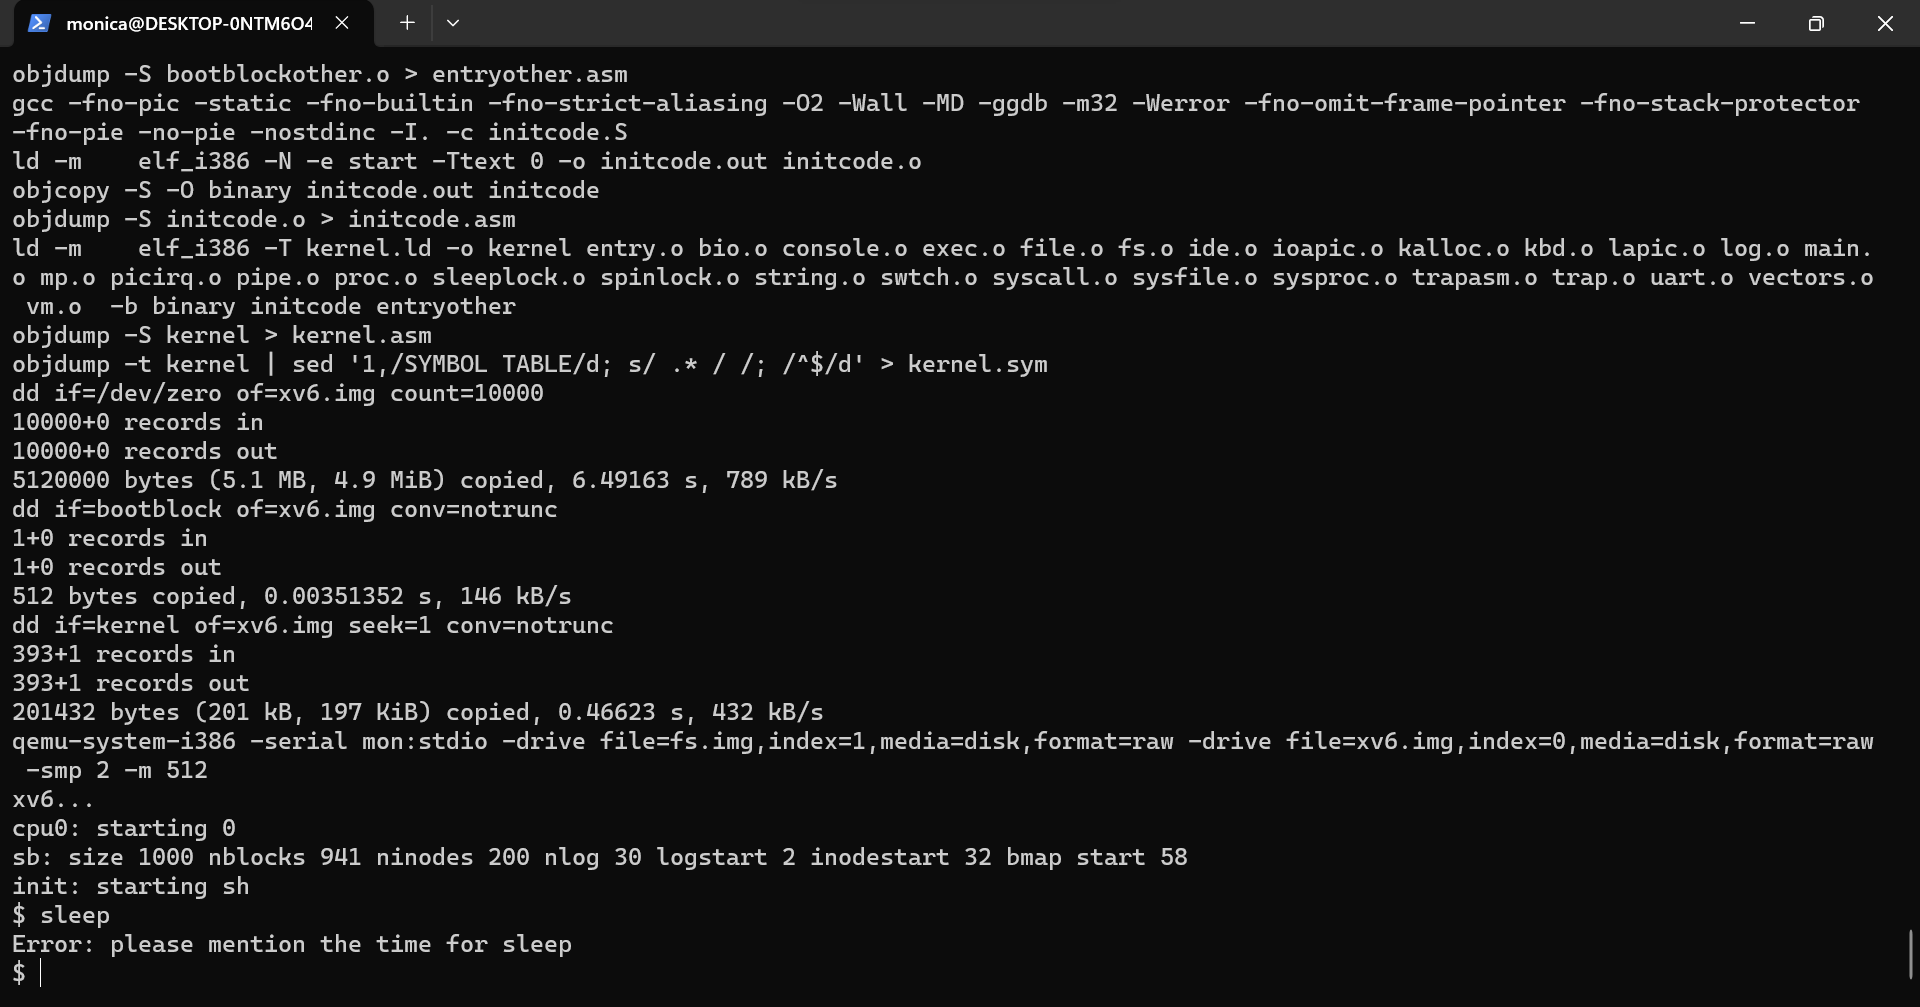 monica@DESKTOP-0NTM6O4
objdump -S bootblockother.o > entryother.asm
gcc -fno-pic -static -fno-builtin -fno-strict-aliasing -O2 -Wall -MD -ggdb -m32 -Werror -fno-omit-frame-pointer -fno-stack-protector
-fno-pie -no-pie -nostdinc -I. -c initcode.S
ld -m    elf_i386 -N -e start -Ttext 0 -o initcode.out initcode.o
objcopy -S -O binary initcode.out initcode
objdump -S initcode.o > initcode.asm
ld -m    elf_i386 -T kernel.ld -o kernel entry.o bio.o console.o exec.o file.o fs.o ide.o ioapic.o kalloc.o kbd.o lapic.o log.o main.
o mp.o picirq.o pipe.o proc.o sleeplock.o spinlock.o string.o swtch.o syscall.o sysfile.o sysproc.o trapasm.o trap.o uart.o vectors.o
 vm.o  -b binary initcode entryother
objdump -S kernel > kernel.asm
objdump -t kernel | sed '1,/SYMBOL TABLE/d; s/ .* / /; /^$/d' > kernel.sym
dd if=/dev/zero of=xv6.img count=10000
10000+0 records in
10000+0 records out
5120000 bytes (5.1 MB, 4.9 MiB) copied, 6.49163 s, 789 kB/s
dd if=bootblock of=xv6.img conv=notrunc
1+0 records in
1+0 records out
512 bytes copied, 0.00351352 s, 146 kB/s
dd if=kernel of=xv6.img seek=1 conv=notrunc
393+1 records in
393+1 records out
201432 bytes (201 kB, 197 KiB) copied, 0.46623 s, 432 kB/s
qemu-system-i386 -serial mon:stdio -drive file=fs.img,index=1,media=disk,format=raw -drive file=xv6.img,index=0,media=disk,format=raw
 -smp 2 -m 512
xv6...
cpu0: starting 0
sb: size 1000 nblocks 941 ninodes 200 nlog 30 logstart 2 inodestart 32 bmap start 58
init: starting sh
$ sleep
Error: please mention the time for sleep
$